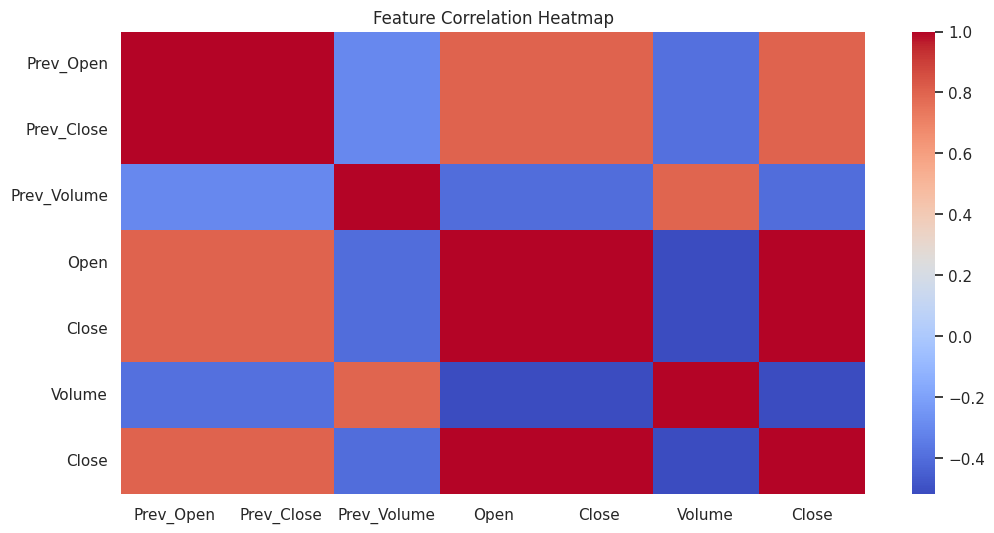 Feature Correlation Heatmap
Prev_Open
Prev_Close
Prev_Volume
Open
Close
Volume
Close
Prev_Open Prev_Close Prev_Volume Open Close Volume Close
1.0
0.8
0.6
0.4
0.2
0.0
−0.2
−0.4